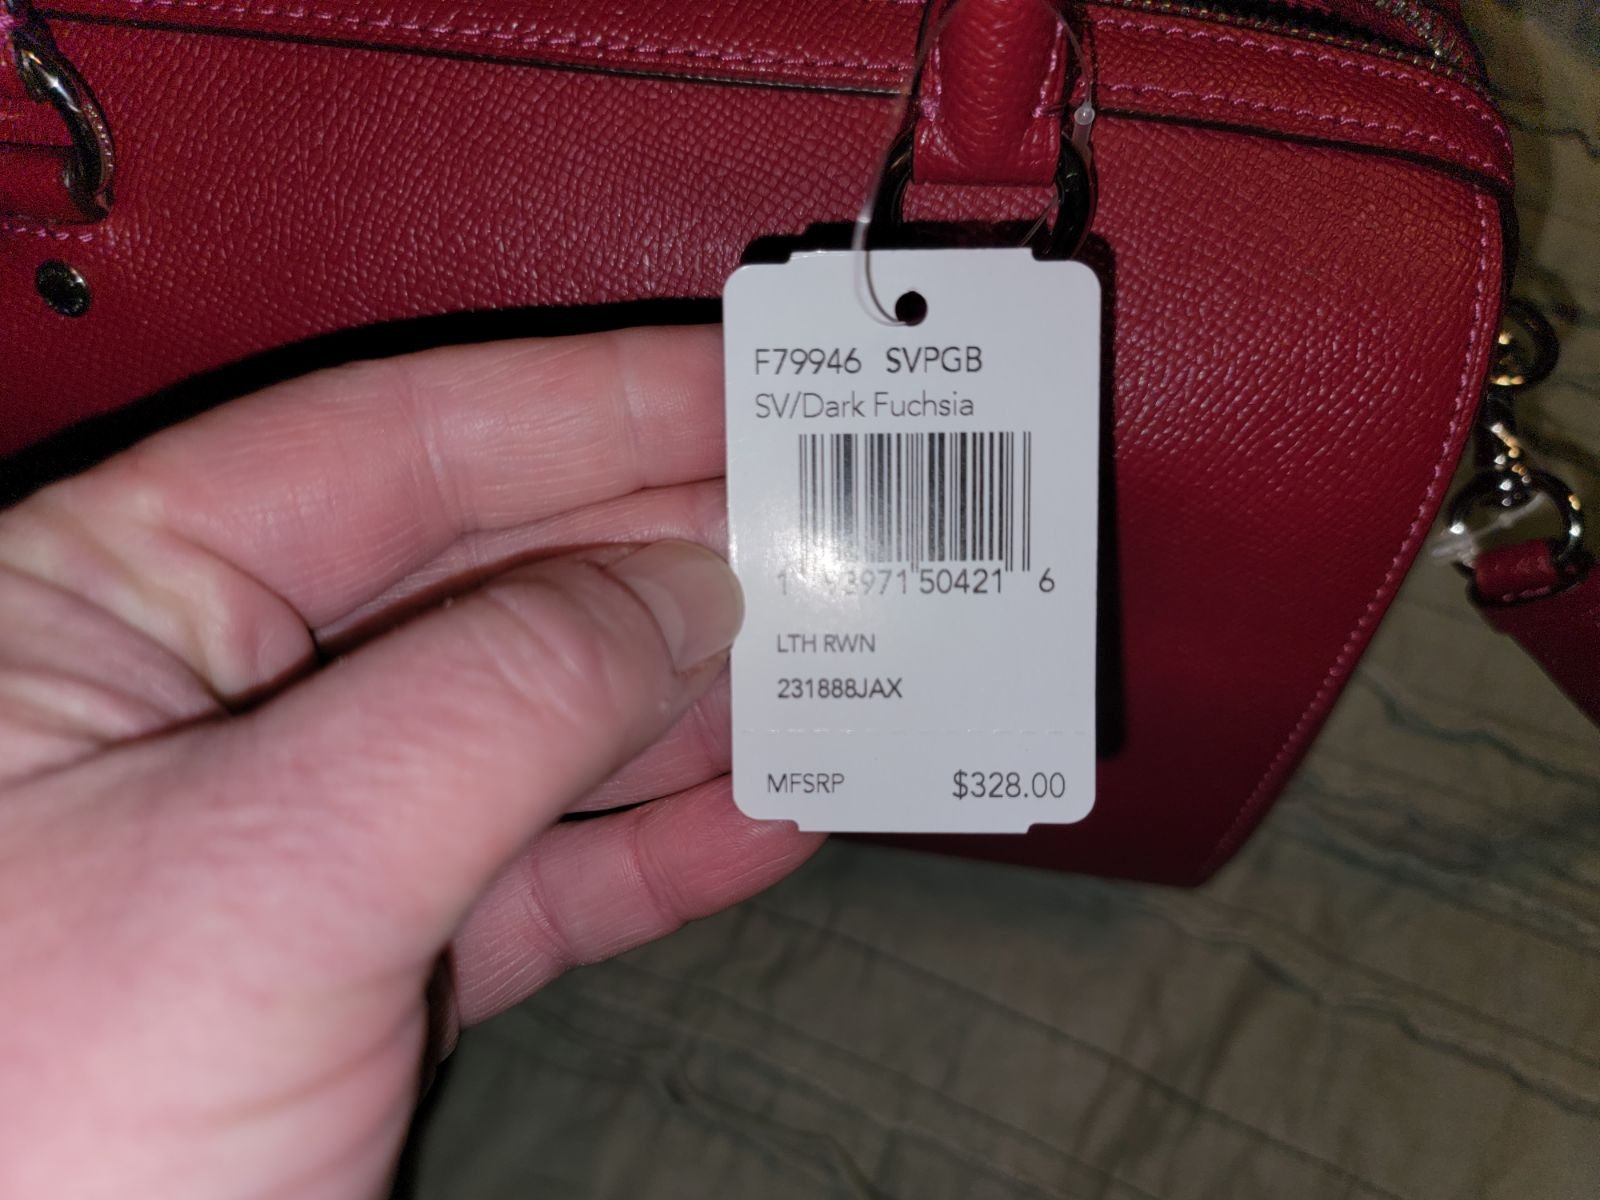 F79946 SVPGB
SV/Dark Fuchsia
1 93971 50421 6
LTH RWN
231888JAX
MFSRP $328.00